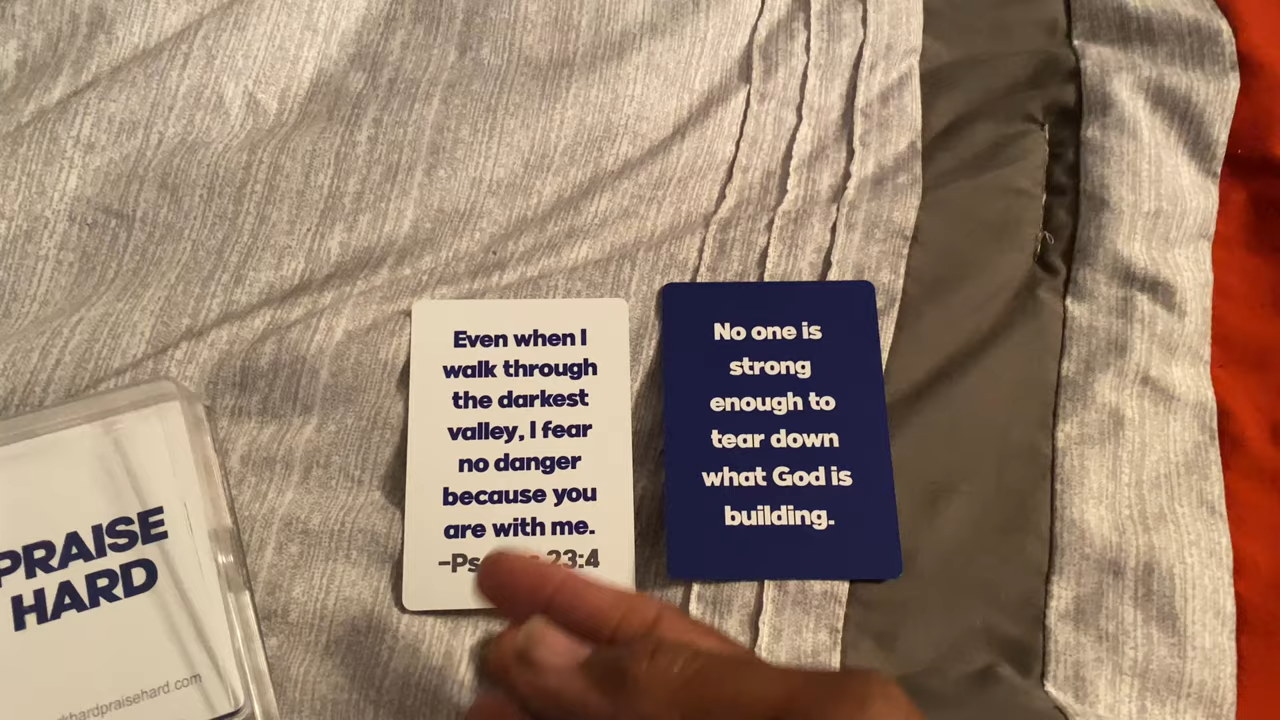 Even when I
walk through
the darkest
valley, I fear
no danger
because you
are with me.
23:4
No one is
strong
enough to
tear down
what God is
building.
PRAISE
HARD